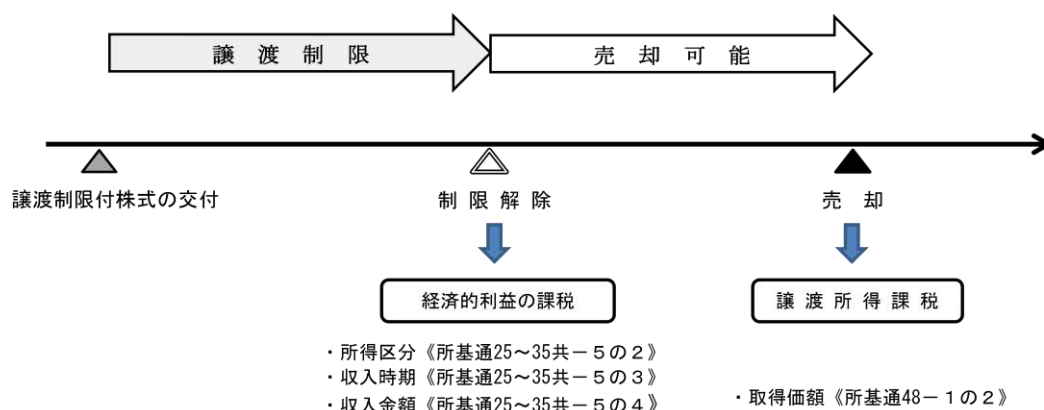 譲渡制限
売却可能
譲渡制限付株式の交付
制限解除
売却
経済的利益の課税
譲渡所得課税
・所得区分《所基通25～35共－５の２》
・収入時期《所基通25～35共－５の３》
・収入金額《所基通25～35共－５の４》
・取得価額《所基通48－１の２》